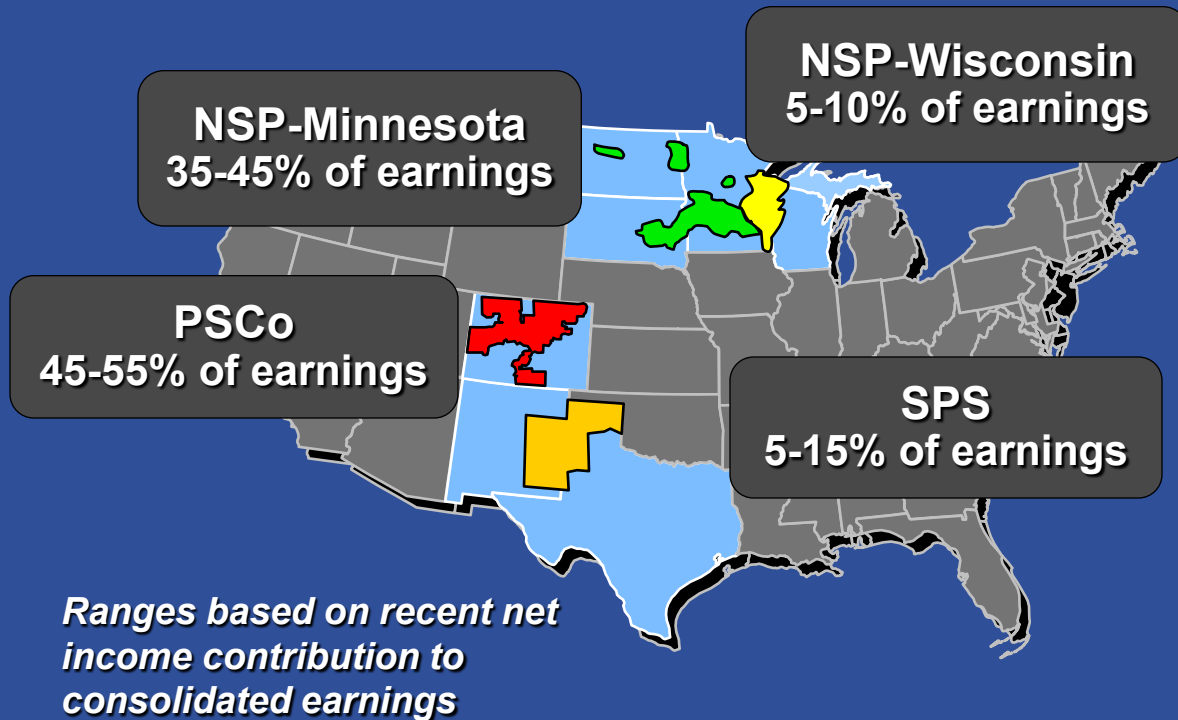 NSP-Wisconsin
5-10% of earnings
NSP-Minnesota
35-45% of earnings
PSCo
45-55% of earnings
SPS
5-15% of earnings
Ranges based on recent net
income contribution to
consolidated earnings